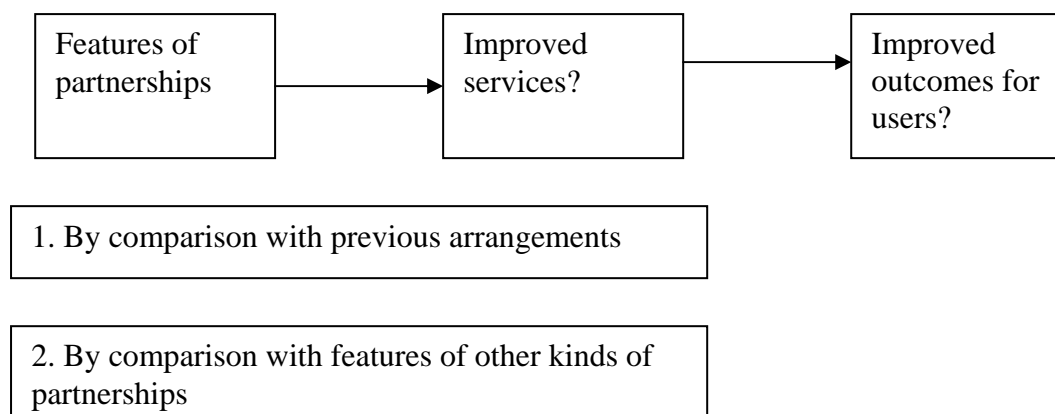 Features of
partnerships
Improved
services?
Improved
outcomes for
users?
1. By comparison with previous arrangements
2. By comparison with features of other kinds of
partnerships